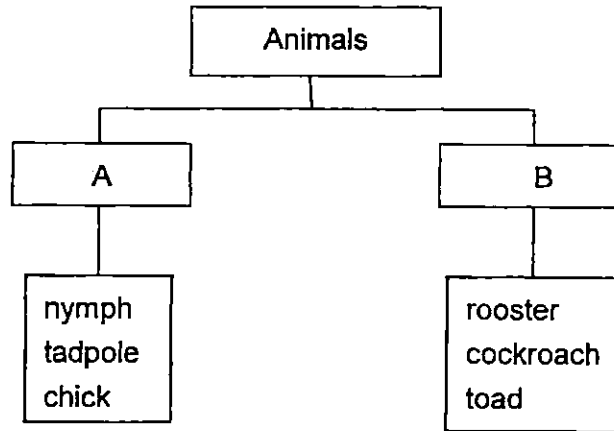 Animals
A
B
nymph
tadpole
chick
rooster
cockroach
toad